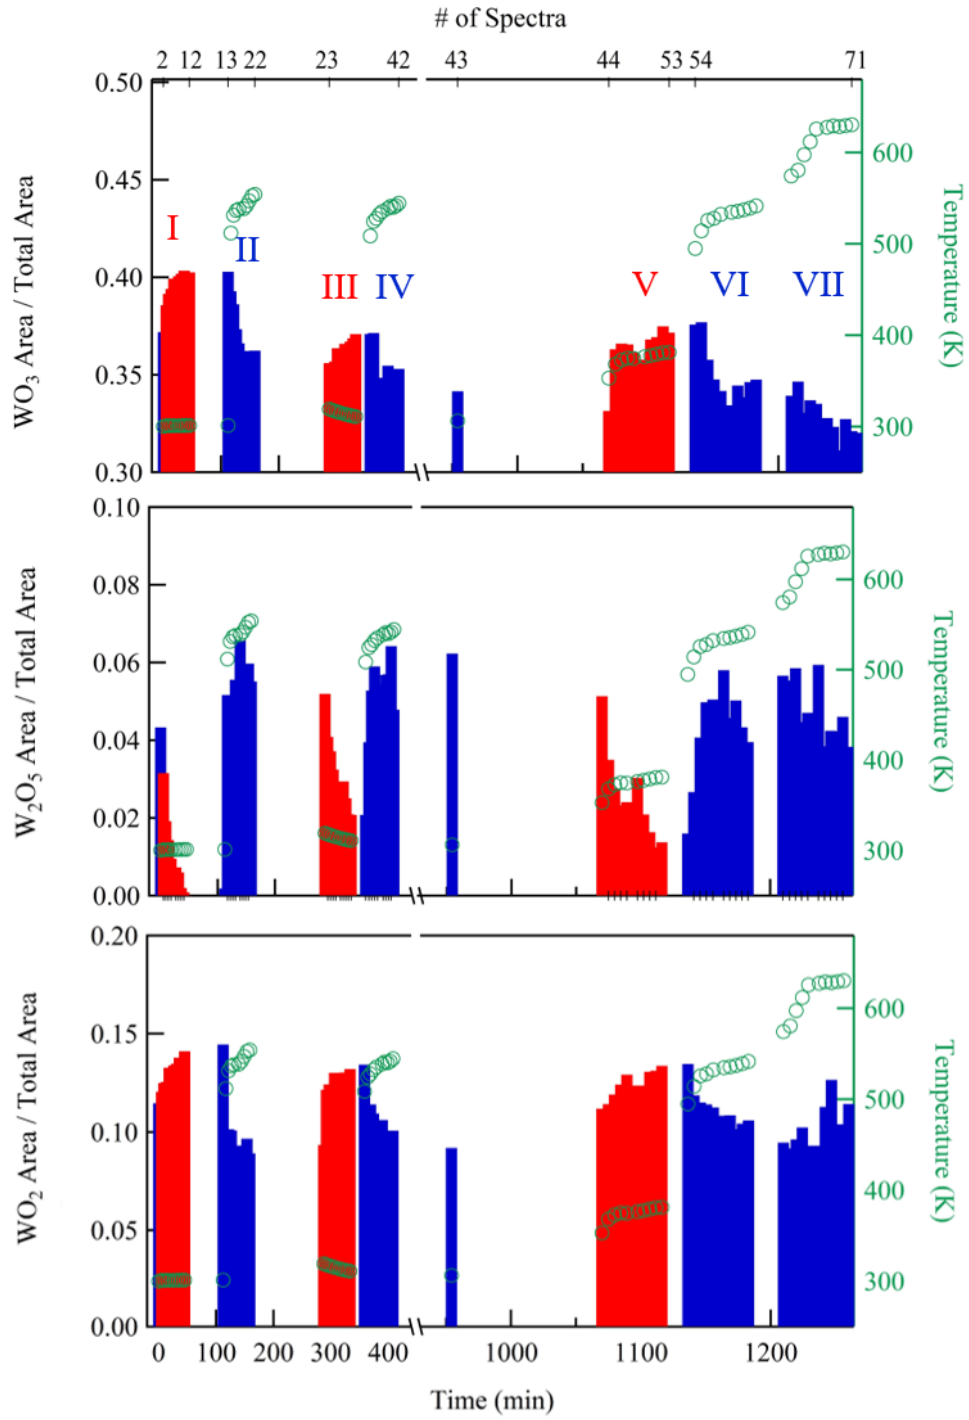 # of Spectra
2 12 13 22 23 42 43 44 53 54 71
0.50
0.45
0.40
0.35
0.30
WO3 Area / Total Area
I
II
III
IV
V
VI
VII
600
500
400
300
Temperature (K)
0.10
0.08
0.06
0.04
0.02
0.00
W2O5 Area / Total Area
600
500
400
300
Temperature (K)
0.20
0.15
0.10
0.05
0.00
WO2 Area / Total Area
600
500
400
300
Temperature (K)
0 100 200 300 400 1000 1100 1200
Time (min)